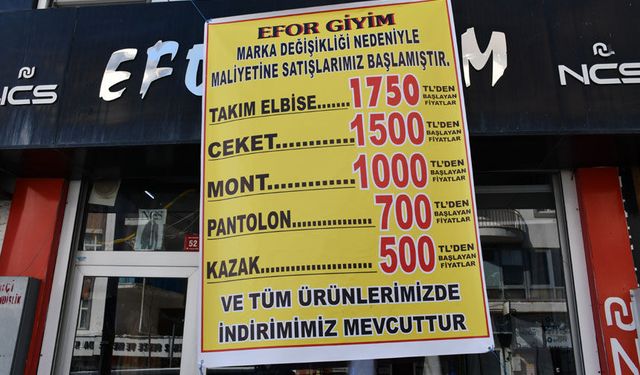 EFOR GİYİM
MARKA DEĞİŞİKLİĞİ NEDENİYLE
MALİYETİNE SATIŞLARIMIZ BAŞLAMIŞTIR.
TAKIM ELBİSE.......1750 TL'DEN BAŞLAYAN FİYATLAR
CEKET............1500 TL'DEN BAŞLAYAN FİYATLAR
MONT............1000 TL'DEN BAŞLAYAN FİYATLAR
PANTOLON............700 TL'DEN BAŞLAYAN FİYATLAR
KAZAK................500 TL'DEN BAŞLAYAN FİYATLAR
VE TÜM ÜRÜNLERİMİZDE
İNDİRİMİMİZ MEVCUTTUR
NCS
NCS
NCS
52